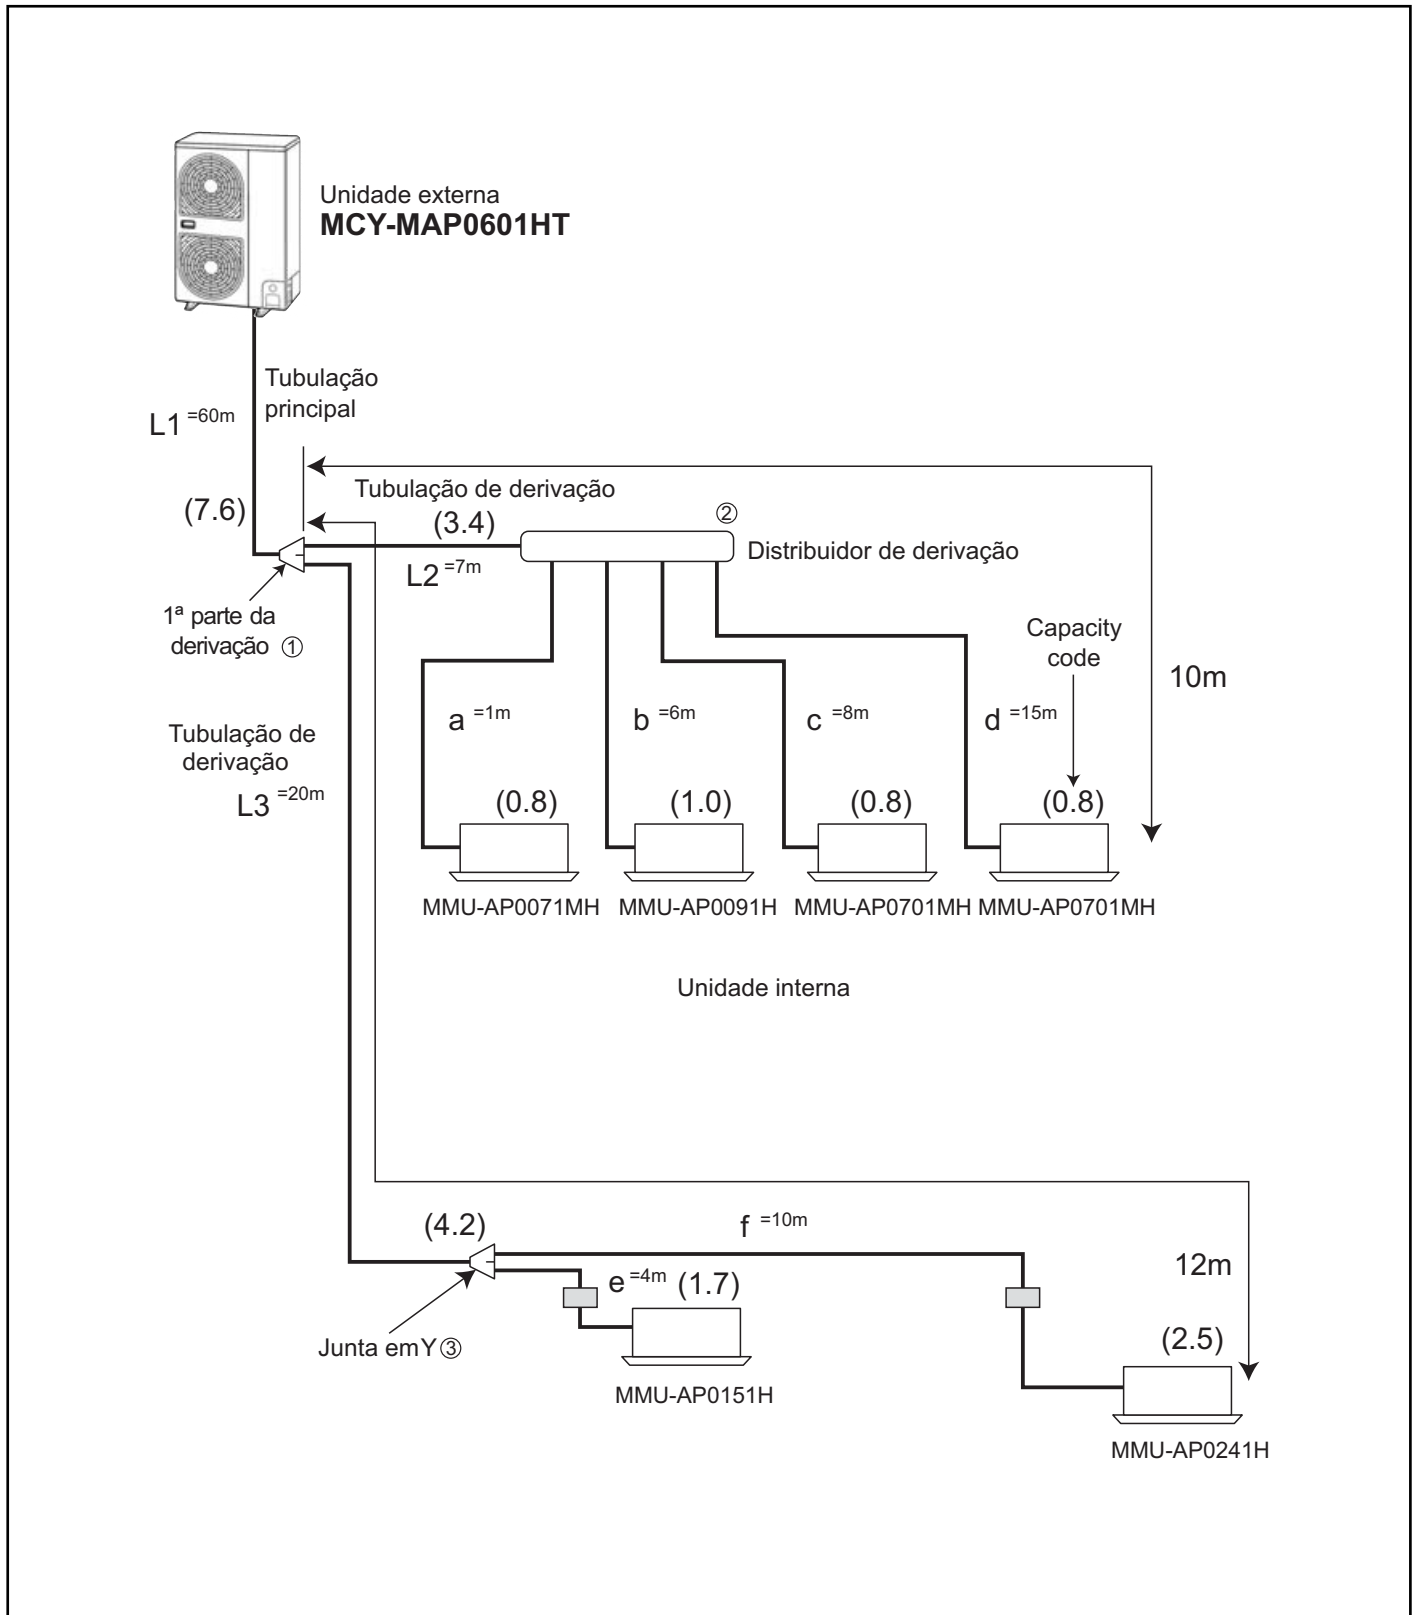 Unidade externa
MCY-MAP0601HT
Tubulação
principal
L1 =60m
(7.6)
Tubulação de derivação
(3.4)
②
Distribuidor de derivação
L2 =7m
1ª parte da
derivação ①
Capacity
code
10m
a =1m
b =6m
c =8m
d =15m
Tubulação de
derivação
L3 =20m
(0.8)
(1.0)
(0.8)
(0.8)
MMU-AP0071MH
MMU-AP0091H
MMU-AP0701MH
MMU-AP0701MH
Unidade interna
(4.2)
f =10m
12m
e =4m (1.7)
Junta emY③
(2.5)
MMU-AP0151H
MMU-AP0241H